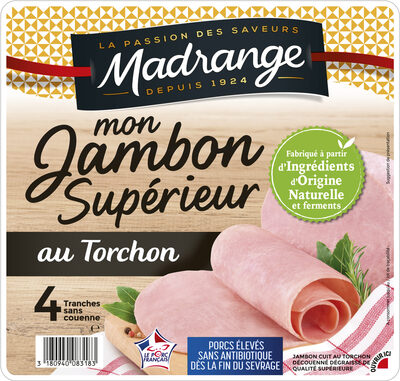 LA PASSION DES SAVEURS
Madrange
DEPUIS 1924
mon
Jambon
Supérieur
au Torchon
Fabriqué à partir
d'Ingrédients
d'Origine
Naturelle
et ferments
Suggestion de présentation
4 Tranches
sans
couenne
3 180940 083183
LE PORC
FRANÇAIS
PORCS ÉLEVÉS
SANS ANTIBIOTIQUE
DÈS LA FIN DU SEVRAGE
JAMBON CUIT AU TORCHON
DÉCOUENNÉ DÉGRAISSÉ DE
QUALITÉ SUPÉRIEURE
OUVRIR ICI